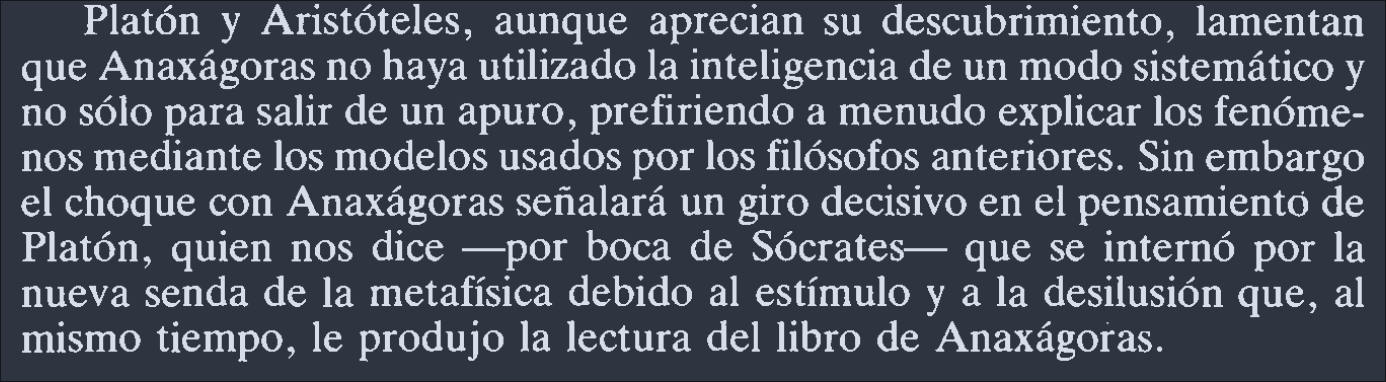 Platón y Aristóteles, aunque aprecian su descubrimiento, lamentan
que Anaxágoras no haya utilizado la inteligencia de un modo sistemático y
no sólo para salir de un apuro, prefiriendo a menudo explicar los fenóme-
nos mediante los modelos usados por los filósofos anteriores. Sin embargo
el choque con Anaxágoras señalará un giro decisivo en el pensamiento de
Platón, quien nos dice —por boca de Sócrates— que se internó por la
nueva senda de la metafísica debido al estímulo y a la desilusión que, al
mismo tiempo, le produjo la lectura del libro de Anaxágoras.